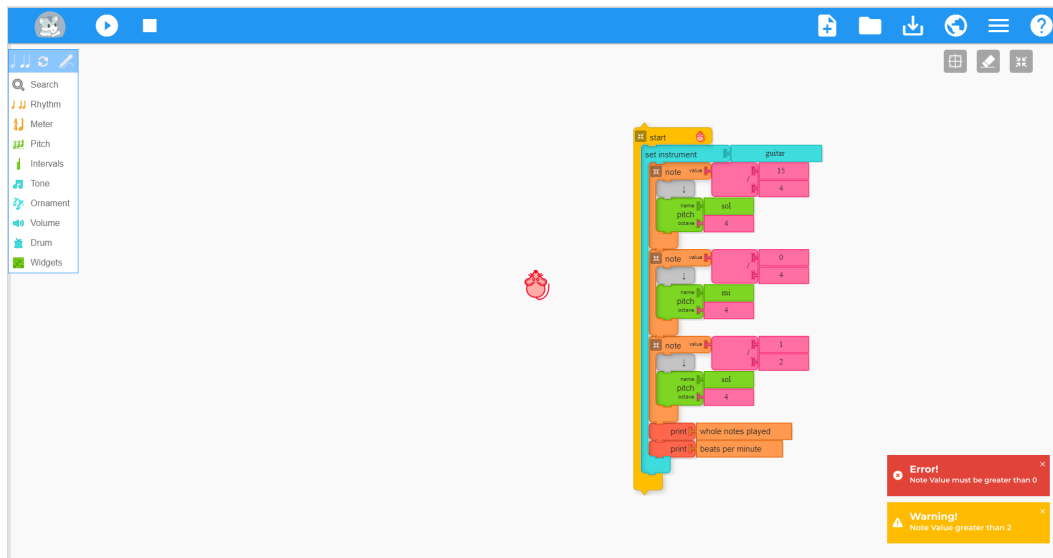 ?
Search
Rhythm
Meter
Pitch
Intervals
Tone
Ornament
Volume
Drum
Widgets
start
set instrument guitar
note value / 15
↓ 4
name sol
pitch
octave 4
note value / 0
↓ 4
name mi
pitch
octave 4
note value / 1
↓ 2
name sol
pitch
octave 4
print whole notes played
print beats per minute
Error!
Note Value must be greater than 0
Warning!
Note Value greater than 2